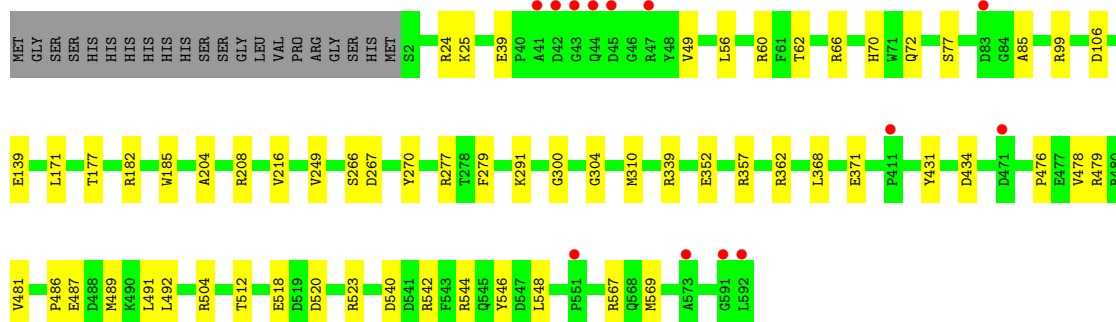 MET GLY SER SER HIS HIS HIS HIS HIS HIS SER SER GLY LEU VAL PRO ARG GLY SER HIS MET S2 R24 K25 E39 P40 A41 D42 G43 Q44 D45 G46 R47 Y48 V49 L56 R60 F61 T62 R66 H70 W71 Q72 S77 D83 G84 A85 R99 D106
E139 L171 T177 R182 W185 A204 R208 V216 V249 S266 D267 Y270 R277 T278 F279 K291 G300 G304 M310 R339 E352 R357 R362 L368 E371 P411 Y431 D434 D471 P476 E477 V478 R479
V481 P486 E487 D488 M489 K490 L491 L492 R504 T512 E518 D519 D520 R523 D540 D541 R542 F543 R544 Q545 Y546 D547 L548 P551 R567 Q568 M569 A573 G591 L592